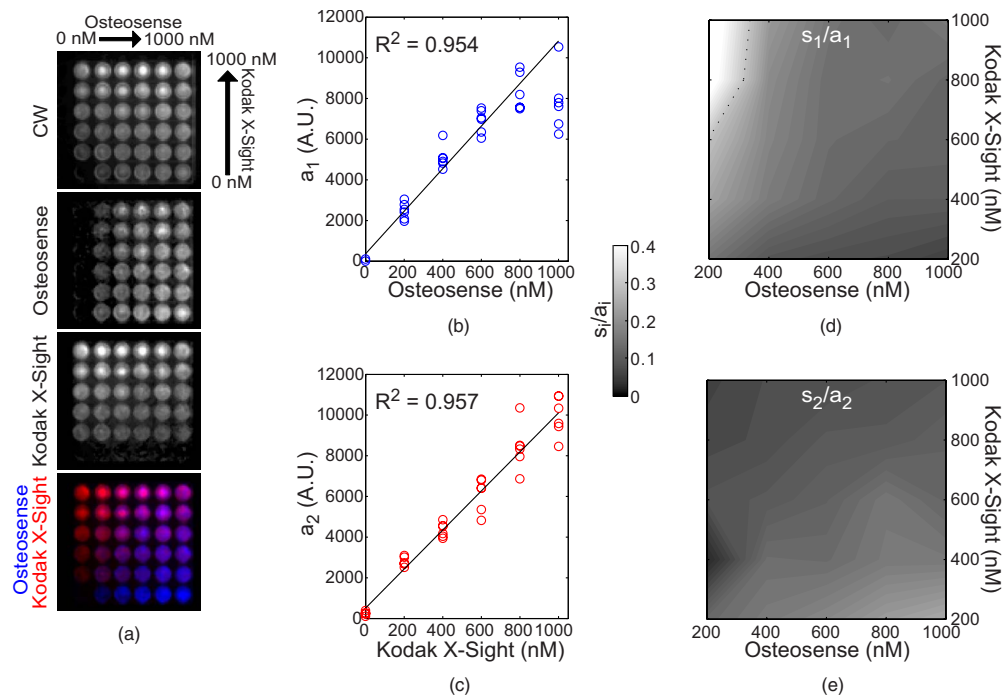 Osteosense
0 nM 1000 nM
1000 nM
Kodak X-Sight
0 nM
CW
Osteosense
Kodak X-Sight
Osteosense
Kodak X-Sight
(a)
12000
10000
8000
6000
4000
2000
0
a1 (A.U.)
R2 = 0.954
0 200 400 600 800 1000
Osteosense (nM)
(b)
12000
10000
8000
6000
4000
2000
0
a2 (A.U.)
R2 = 0.957
0 200 400 600 800 1000
Kodak X-Sight (nM)
(c)
si/ai
0.4
0.3
0.2
0.1
0
s1/a1
1000
800
600
400
200
Kodak X-Sight (nM)
200 400 600 800 1000
Osteosense (nM)
(d)
s2/a2
1000
800
600
400
200
Kodak X-Sight (nM)
200 400 600 800 1000
Osteosense (nM)
(e)